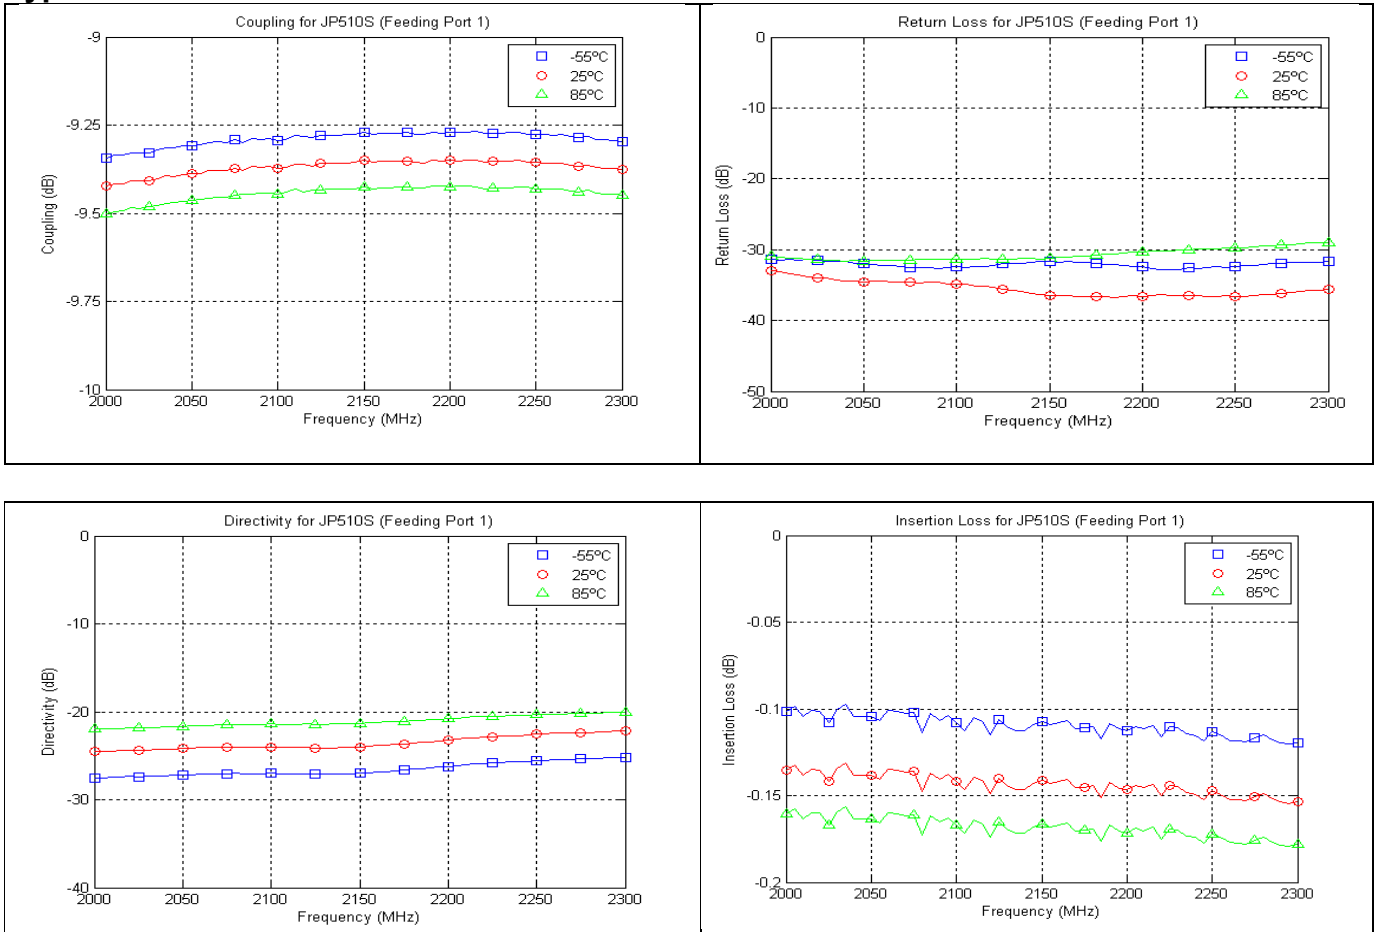 Coupling for JP510S (Feeding Port 1)
-9
-9.25
-9.5
-9.75
-10
Coupling (dB)
-55ºC
25ºC
85ºC
2000 2050 2100 2150 2200 2250 2300
Frequency (MHz)
Return Loss for JP510S (Feeding Port 1)
0
-10
-20
-30
-40
-50
Return Loss (dB)
-55ºC
25ºC
85ºC
2000 2050 2100 2150 2200 2250 2300
Frequency (MHz)
Directivity for JP510S (Feeding Port 1)
0
-10
-20
-30
-40
Directivity (dB)
-55ºC
25ºC
85ºC
2000 2050 2100 2150 2200 2250 2300
Frequency (MHz)
Insertion Loss for JP510S (Feeding Port 1)
0
-0.05
-0.1
-0.15
-0.2
Insertion Loss (dB)
-55ºC
25ºC
85ºC
2000 2050 2100 2150 2200 2250 2300
Frequency (MHz)